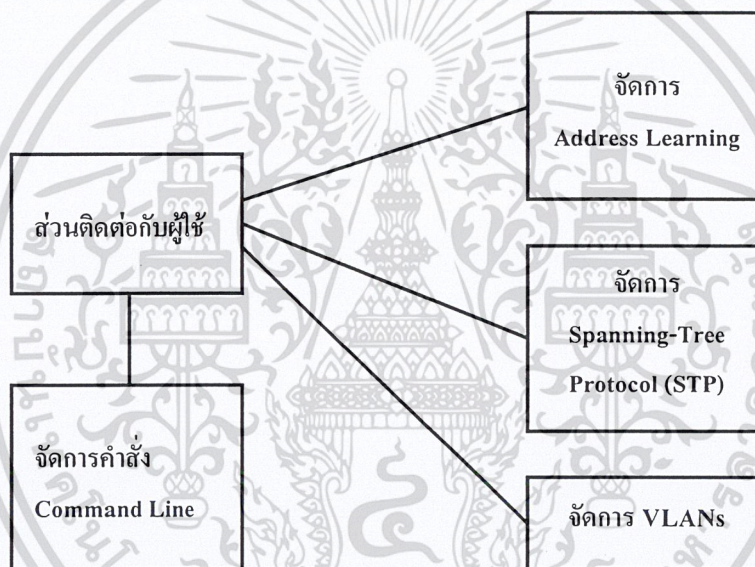 จัดการ
Address Learning
ส่วนติดต่อกับผู้ใช้
จัดการ
Spanning-Tree
Protocol (STP)
จัดการคำสั่ง
Command Line
จัดการ VLANs